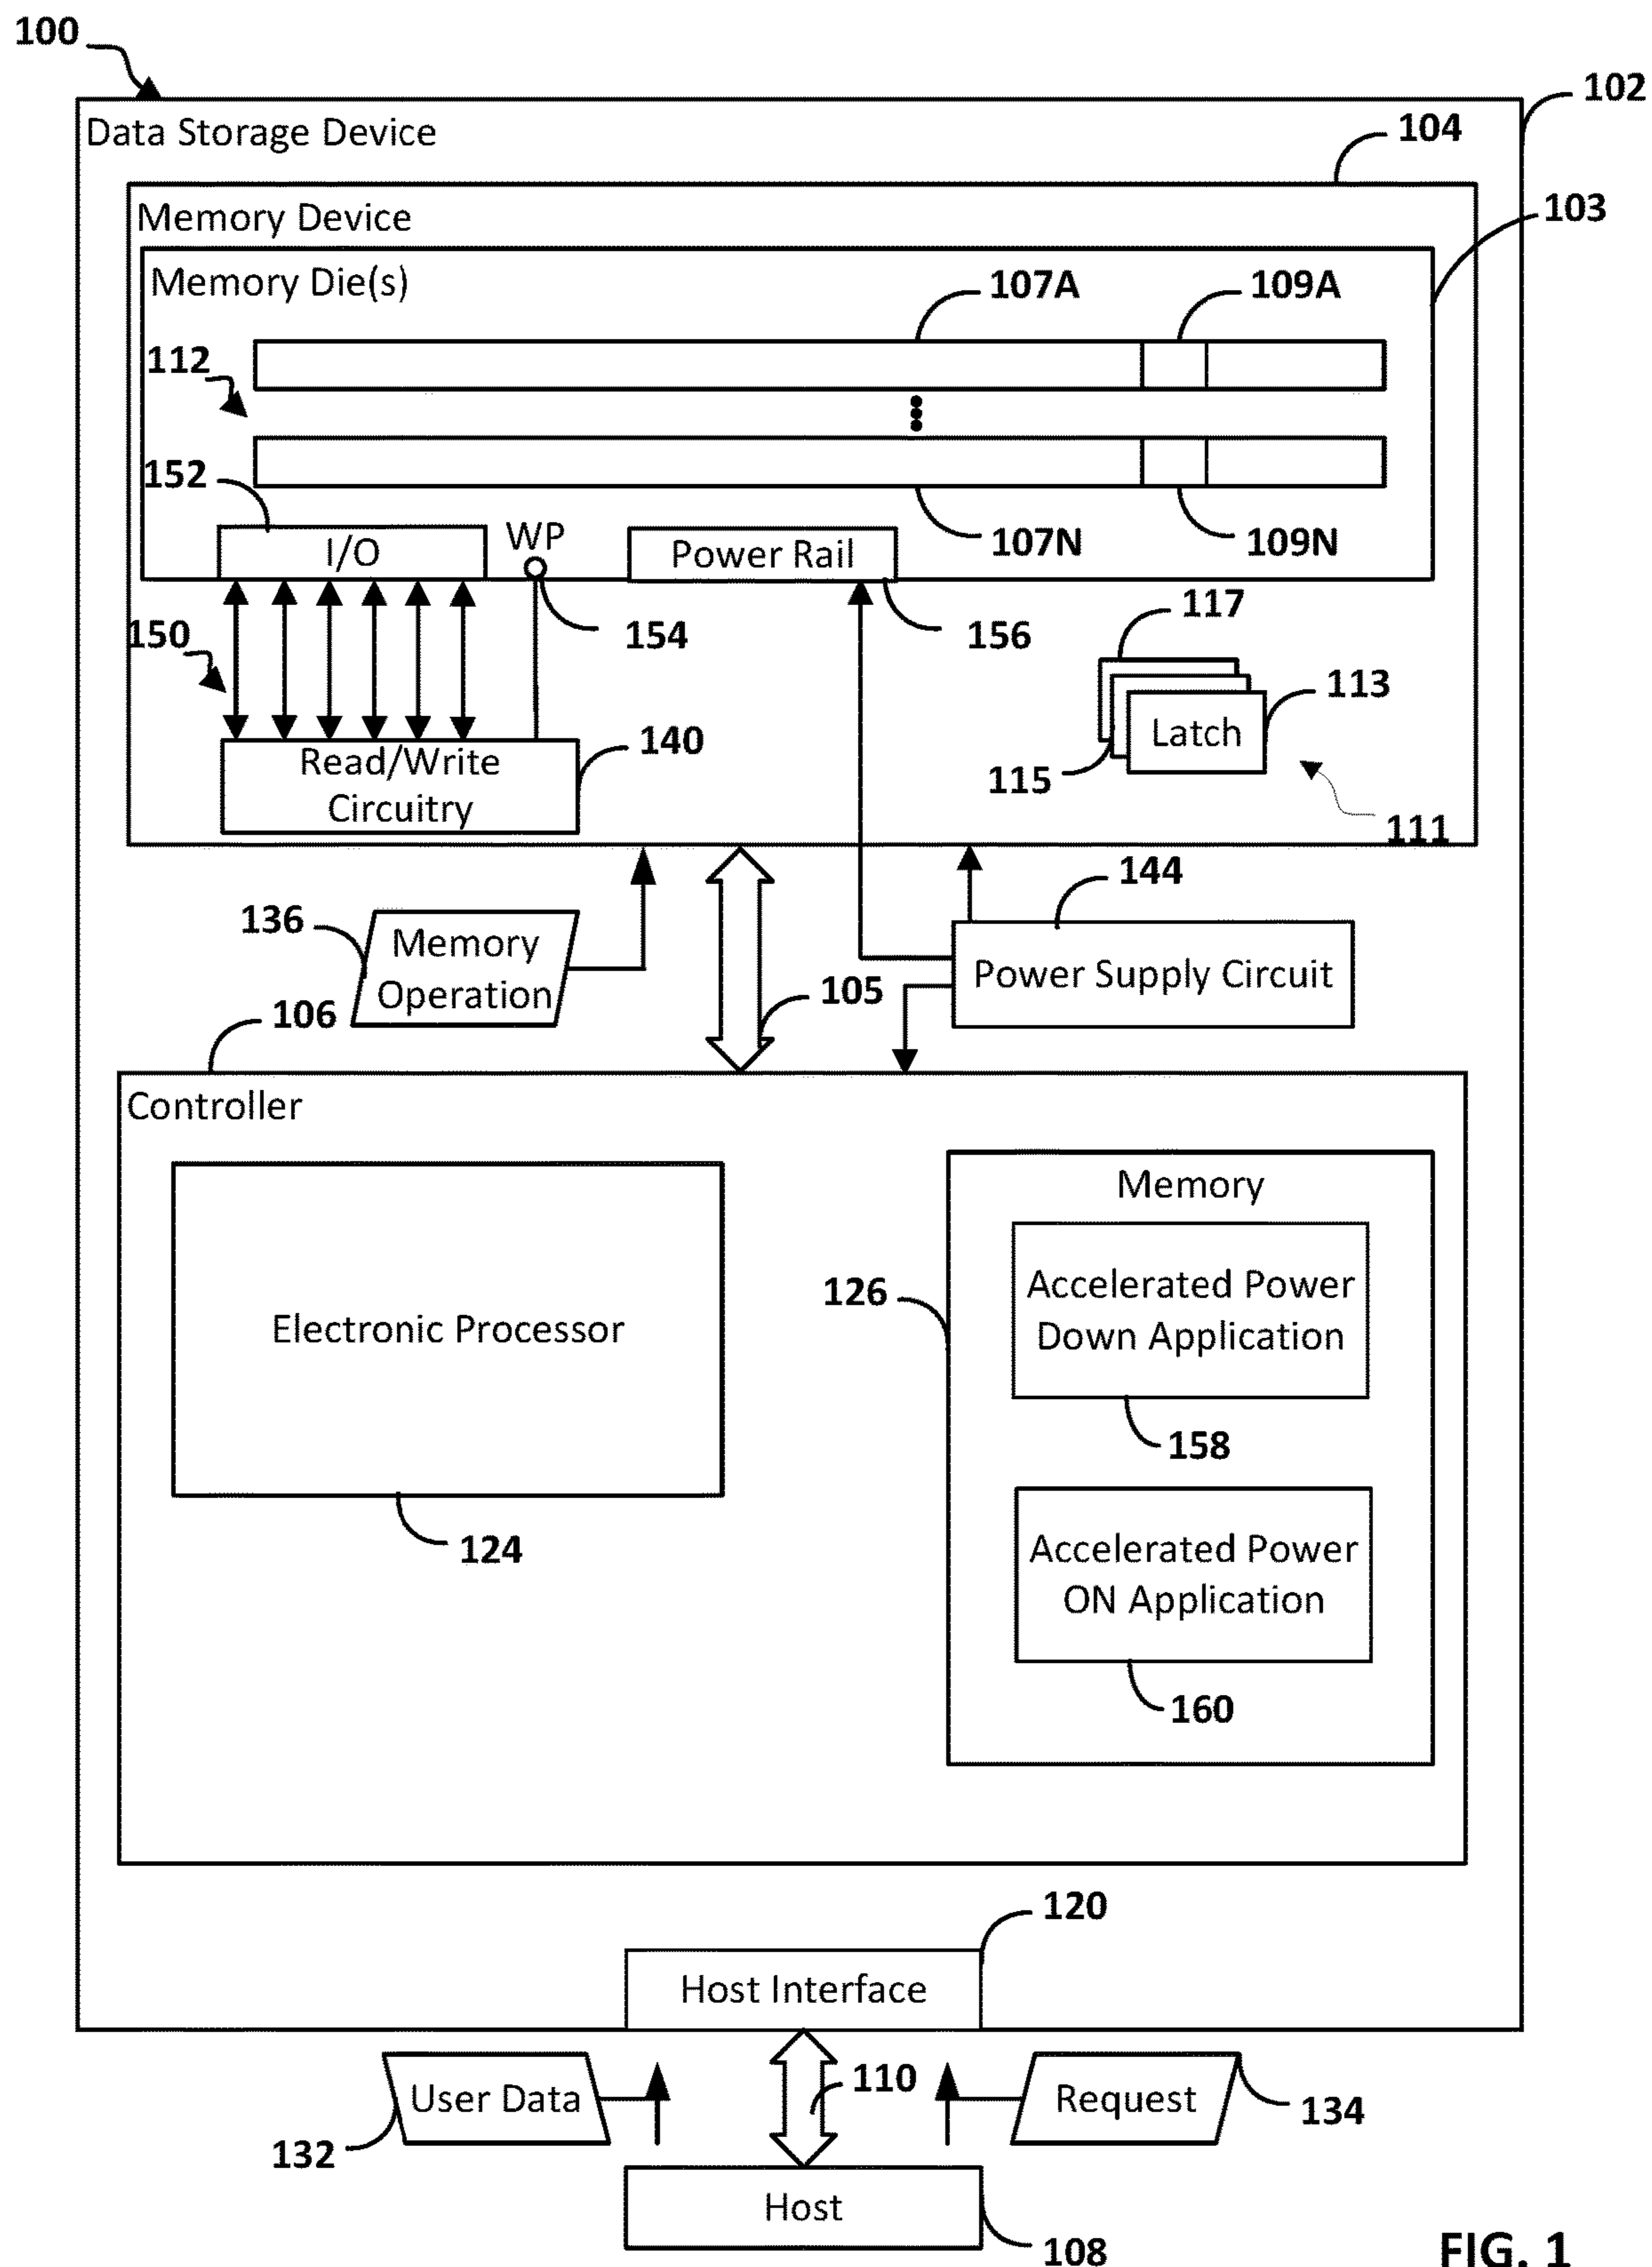 100
102
Data Storage Device
104
Memory Device
103
Memory Die(s)
107A
109A
112
152
I/O
WP
Power Rail
107N
109N
150
154
156
117
113
Latch
115
111
Read/Write
Circuitry
140
144
136
Memory
Operation
105
Power Supply Circuit
106
Controller
Electronic Processor
124
Memory
126
Accelerated Power
Down Application
158
Accelerated Power
ON Application
160
120
Host Interface
User Data
132
110
Request
134
Host
108
FIG. 1